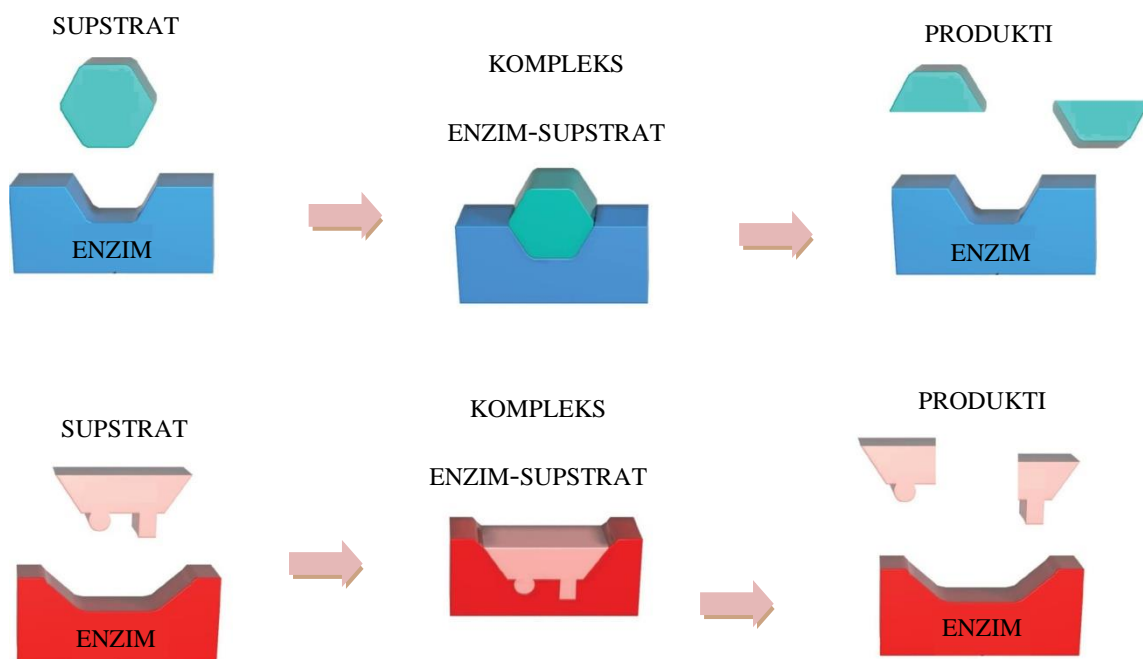 SUPSTRAT
KOMPLEKS
ENZIM-SUPSTRAT
PRODUKTI
ENZIM
ENZIM
SUPSTRAT
KOMPLEKS
ENZIM-SUPSTRAT
PRODUKTI
ENZIM
ENZIM